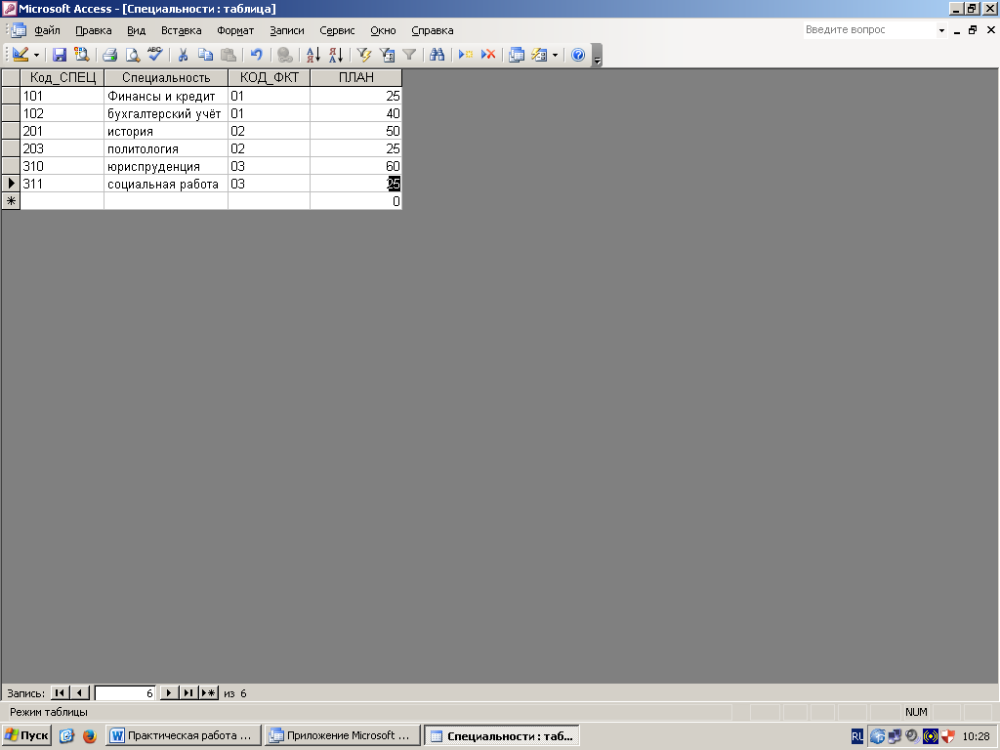 Microsoft Access - [Специальности : таблица]
Файл Правка Вид Вставка Формат Записи Сервис Окно Справка Введите вопрос
Код_СПЕЦ Специальность КОД_ФКТ ПЛАН
101 Финансы и кредит 01 25
102 бухгалтерский учёт 01 40
201 история 02 50
203 политология 02 25
310 юриспруденция 03 60
311 социальная работа 03 25
0
Запись: 6 из 6
Режим таблицы NUM
Пуск Практическая работа ... Приложение Microsoft ... Специальности : таб... RL 10:28